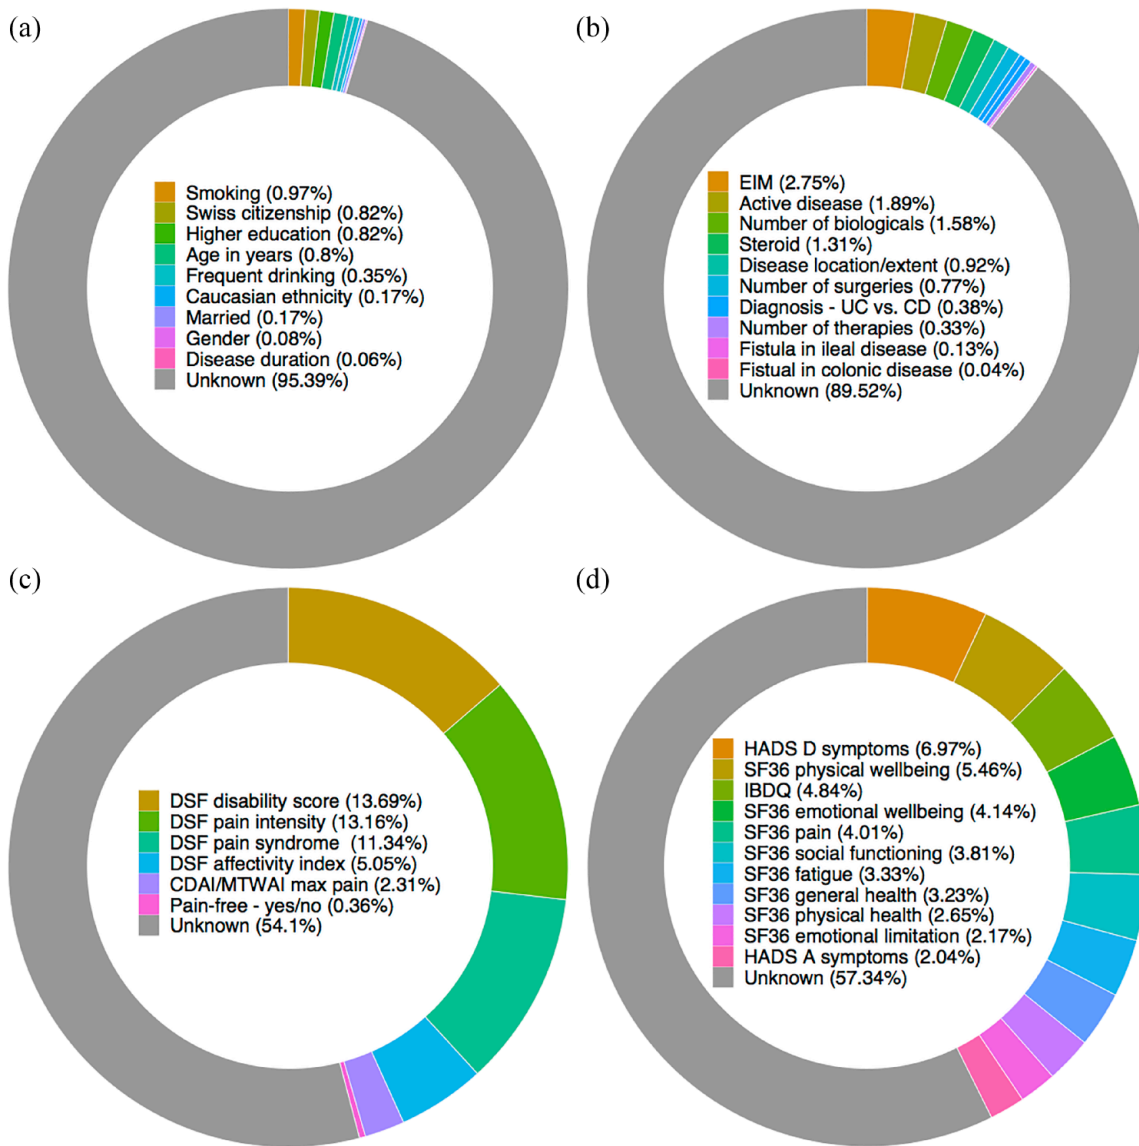 (a)
Smoking (0.97%)
Swiss citizenship (0.82%)
Higher education (0.82%)
Age in years (0.8%)
Frequent drinking (0.35%)
Caucasian ethnicity (0.17%)
Married (0.17%)
Gender (0.08%)
Disease duration (0.06%)
Unknown (95.39%)
(b)
EIM (2.75%)
Active disease (1.89%)
Number of biologicals (1.58%)
Steroid (1.31%)
Disease location/extent (0.92%)
Number of surgeries (0.77%)
Diagnosis - UC vs. CD (0.38%)
Number of therapies (0.33%)
Fistula in ileal disease (0.13%)
Fistual in colonic disease (0.04%)
Unknown (89.52%)
(c)
DSF disability score (13.69%)
DSF pain intensity (13.16%)
DSF pain syndrome (11.34%)
DSF affectivity index (5.05%)
CDAI/MTWAI max pain (2.31%)
Pain-free - yes/no (0.36%)
Unknown (54.1%)
(d)
HADS D symptoms (6.97%)
SF36 physical wellbeing (5.46%)
IBDQ (4.84%)
SF36 emotional wellbeing (4.14%)
SF36 pain (4.01%)
SF36 social functioning (3.81%)
SF36 fatigue (3.33%)
SF36 general health (3.23%)
SF36 physical health (2.65%)
SF36 emotional limitation (2.17%)
HADS A symptoms (2.04%)
Unknown (57.34%)